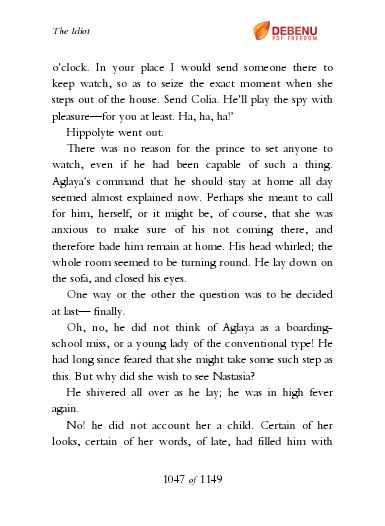 The Idiot
DEBENU
PDF FREEDOM
o'clock. In your place I would send someone there to
keep watch, so as to seize the exact moment when she
steps out of the house. Send Colia. He'll play the spy with
pleasure—for you at least. Ha, ha, ha!'
Hippolyte went out.
There was no reason for the prince to set anyone to
watch, even if he had been capable of such a thing.
Aglaya's command that he should stay at home all day
seemed almost explained now. Perhaps she meant to call
for him, herself, or it might be, of course, that she was
anxious to make sure of his not coming there, and
therefore bade him remain at home. His head whirled; the
whole room seemed to be turning round. He lay down on
the sofa, and closed his eyes.
One way or the other the question was to be decided
at last— finally.
Oh, no, he did not think of Aglaya as a boarding-
school miss, or a young lady of the conventional type! He
had long since feared that she might take some such step as
this. But why did she wish to see Nastasia?
He shivered all over as he lay; he was in high fever
again.
No! he did not account her a child. Certain of her
looks, certain of her words, of late, had filled him with
1047 of 1149